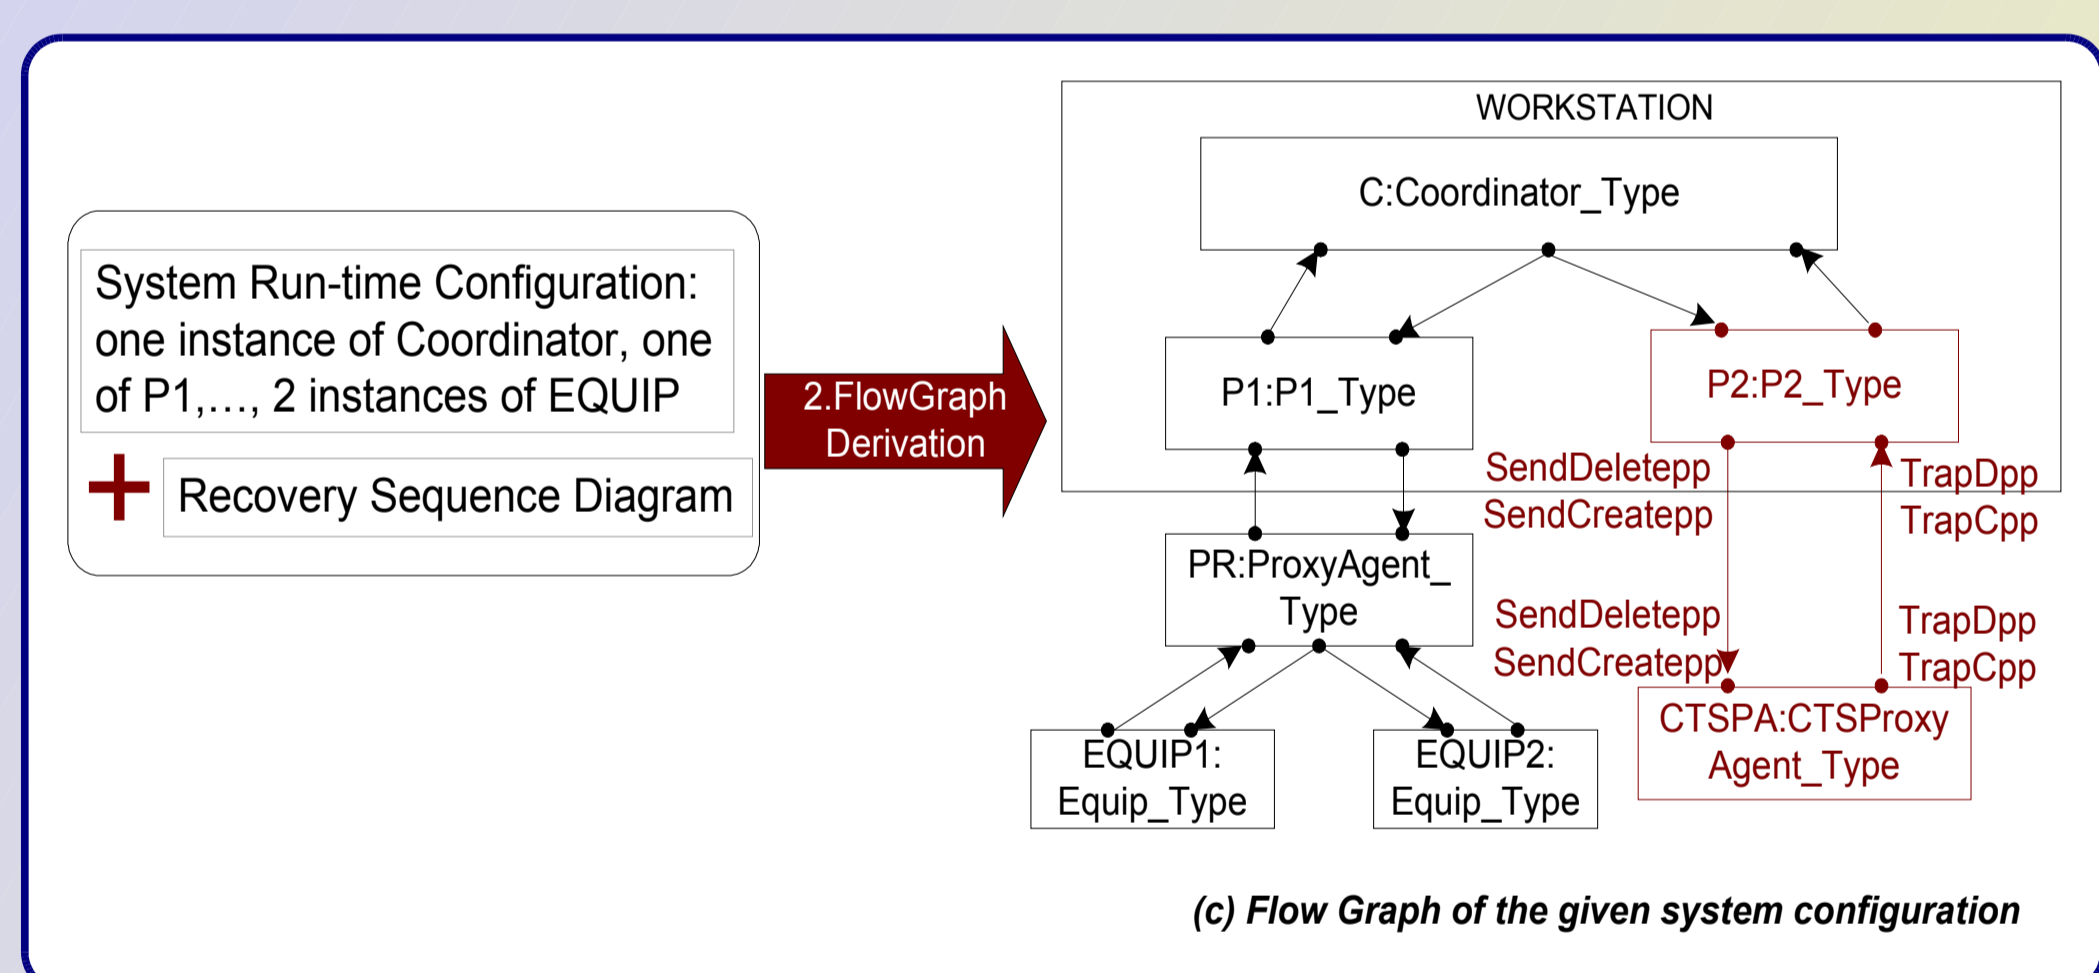 System Run-time Configuration:
one instance of Coordinator, one
of P1,..., 2 instances of EQUIP
+
Recovery Sequence Diagram
2.FlowGraph
Derivation
WORKSTATION
C:Coordinator_Type
P1:P1_Type
P2:P2_Type
SendDeletepp
SendCreatepp
TrapDpp
TrapCpp
PR:ProxyAgent_
Type
SendDeletepp
SendCreatepp
TrapDpp
TrapCpp
EQUIP1:
Equip_Type
EQUIP2:
Equip_Type
CTSPA:CTSProxy
Agent_Type
(c) Flow Graph of the given system configuration